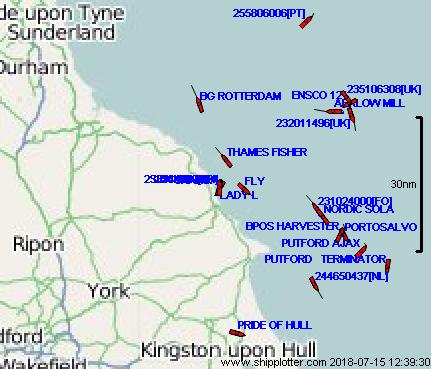 255806006[PT]
de upon Tyne
Sunderland
Durham
BG ROTTERDAM
ENSCO 12
235106308[UK]
ARKLOW MILL
232011496[UK]
THAMES FISHER
FLY
LADY L
30nm
231024000[FO]
NORDIC SOLA
BPOS HARVESTER
PORTOSALVO
PUTFORD AJAX
Ripon
PUTFORD TERMINATOR
244650437[NL]
York
PRIDE OF HULL
dford
Kingston upon Hull
Wakefield
www.shipplotter.com 2018-07-15 12:39:30